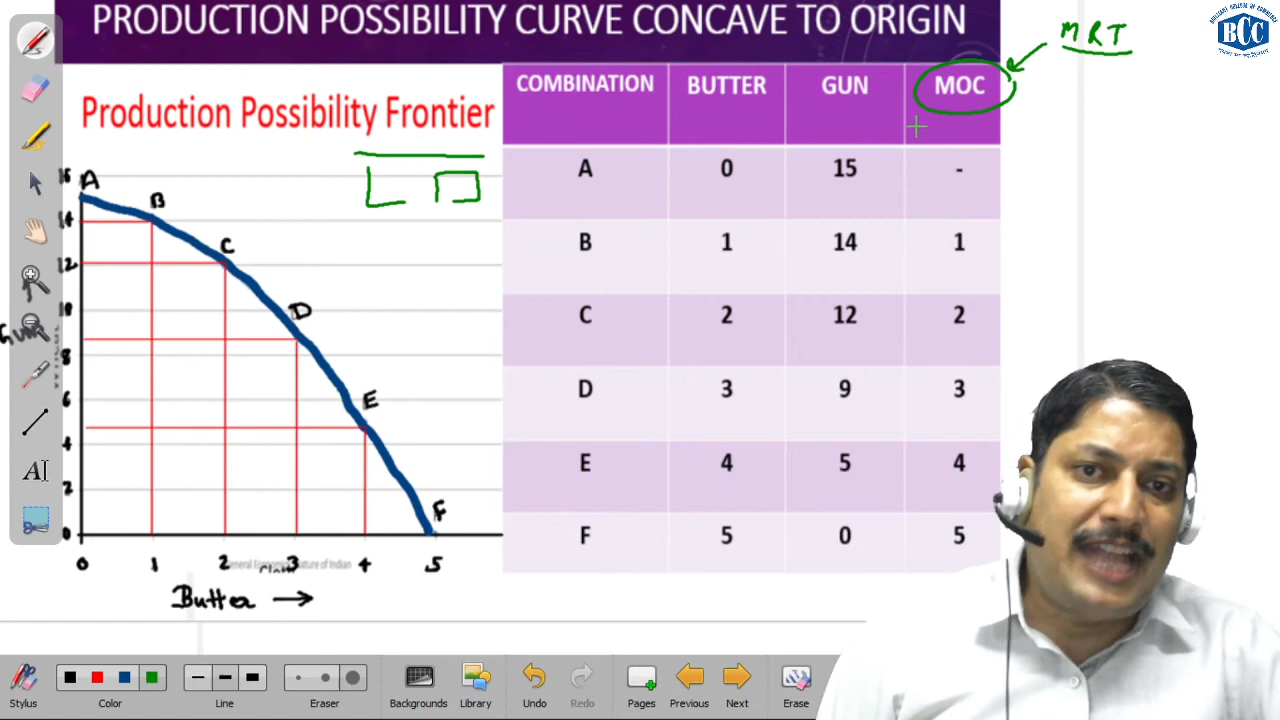 PRODUCTION POSSIBILITY CURVE CONCAVE TO ORIGIN
MRT
BCC
Production Possibility Frontier
COMBINATION BUTTER GUN MOC
A 0 15 -
B 1 14 1
C 2 12 2
D 3 9 3
E 4 5 4
F 5 0 5
A
B
C
D
E
F
14
12
8
6
4
2
0
0 1 2 3 4 5
Butter
A
Stylus Color Line Eraser Backgrounds Library Undo Redo Pages Previous Next Erase